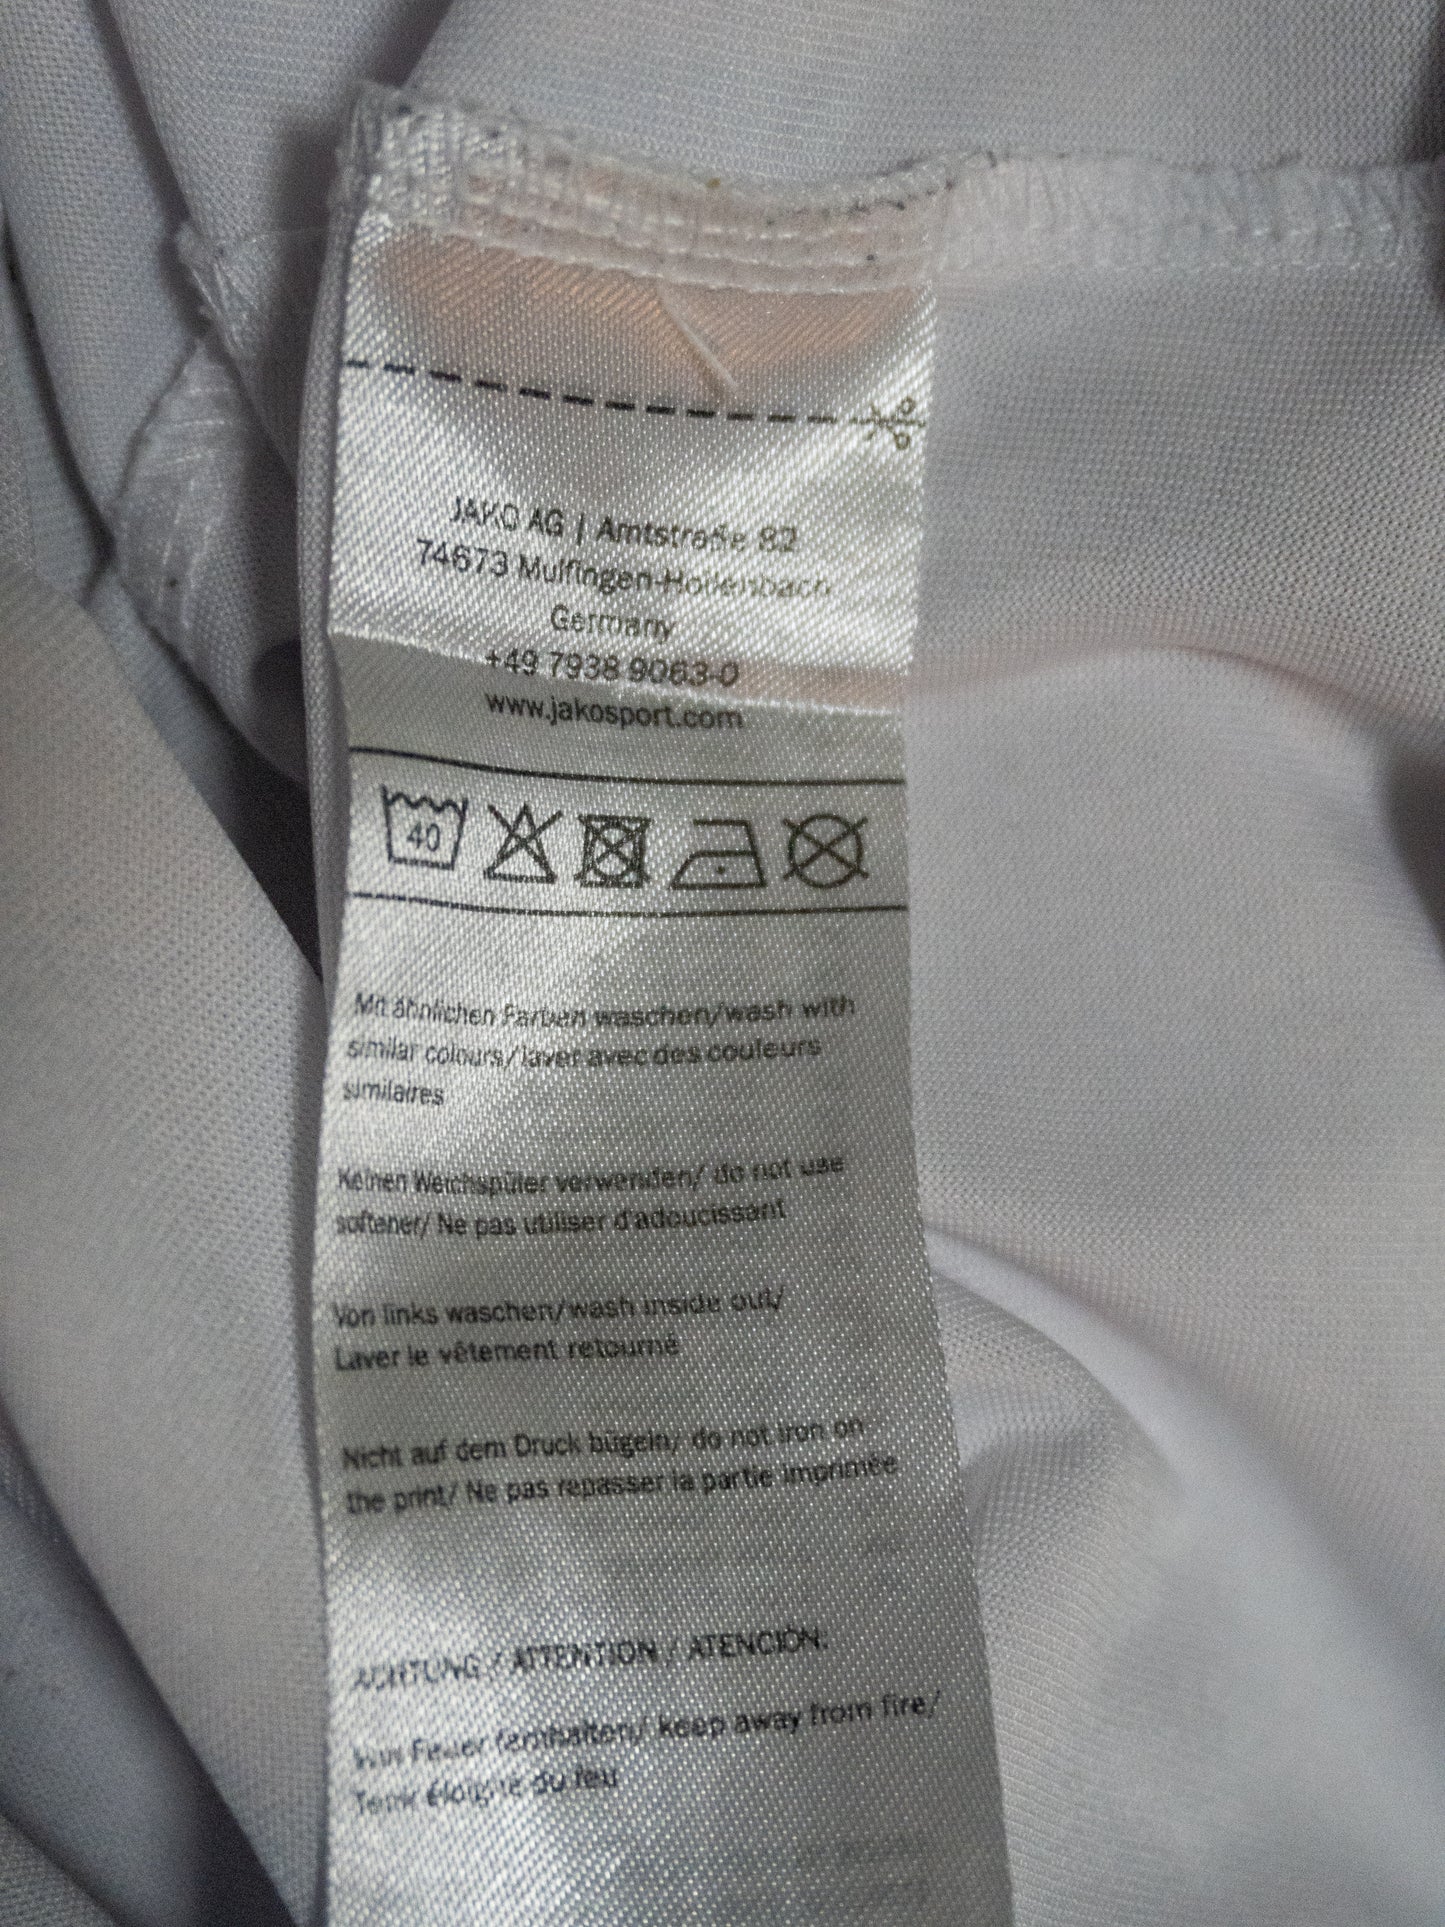 JAKO AG | Amtstraße 82
74673 Mulfingen-Hollenbach
Germany
+49 7938 9063-0
www.jakosport.com
40
Mit ähnlichen Farben waschen/wash with
similar colours/laver avec des couleurs
similaires
Keinen Weichspüler verwenden/ do not use
softener/ Ne pas utiliser d'adoucissant
Von links waschen/wash inside out/
Laver le vêtement retourné
Nicht auf dem Druck bügeln/ do not iron on
the print/ Ne pas repasser la partie imprimée
ACHTUNG / ATTENTION / ATENCIÓN:
Von Feuer fernhalten/ keep away from fire/
Tenir éloigné du feu